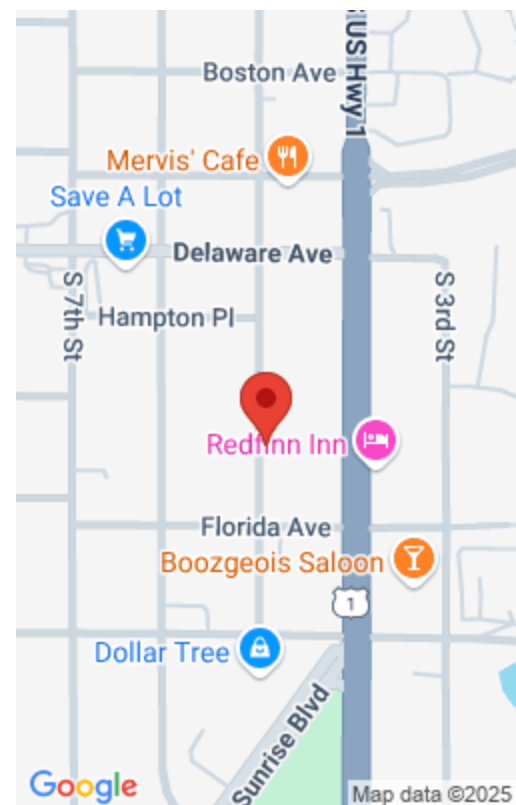 S US Hwy 1
Boston Ave
Mervis' Cafe
Save A Lot
Delaware Ave
S 7th St
Hampton Pl
S 3rd St
Redfinn Inn
Florida Ave
Boozgeois Saloon
1
Dollar Tree
Sunrise Blvd
Google
Map data ©2025